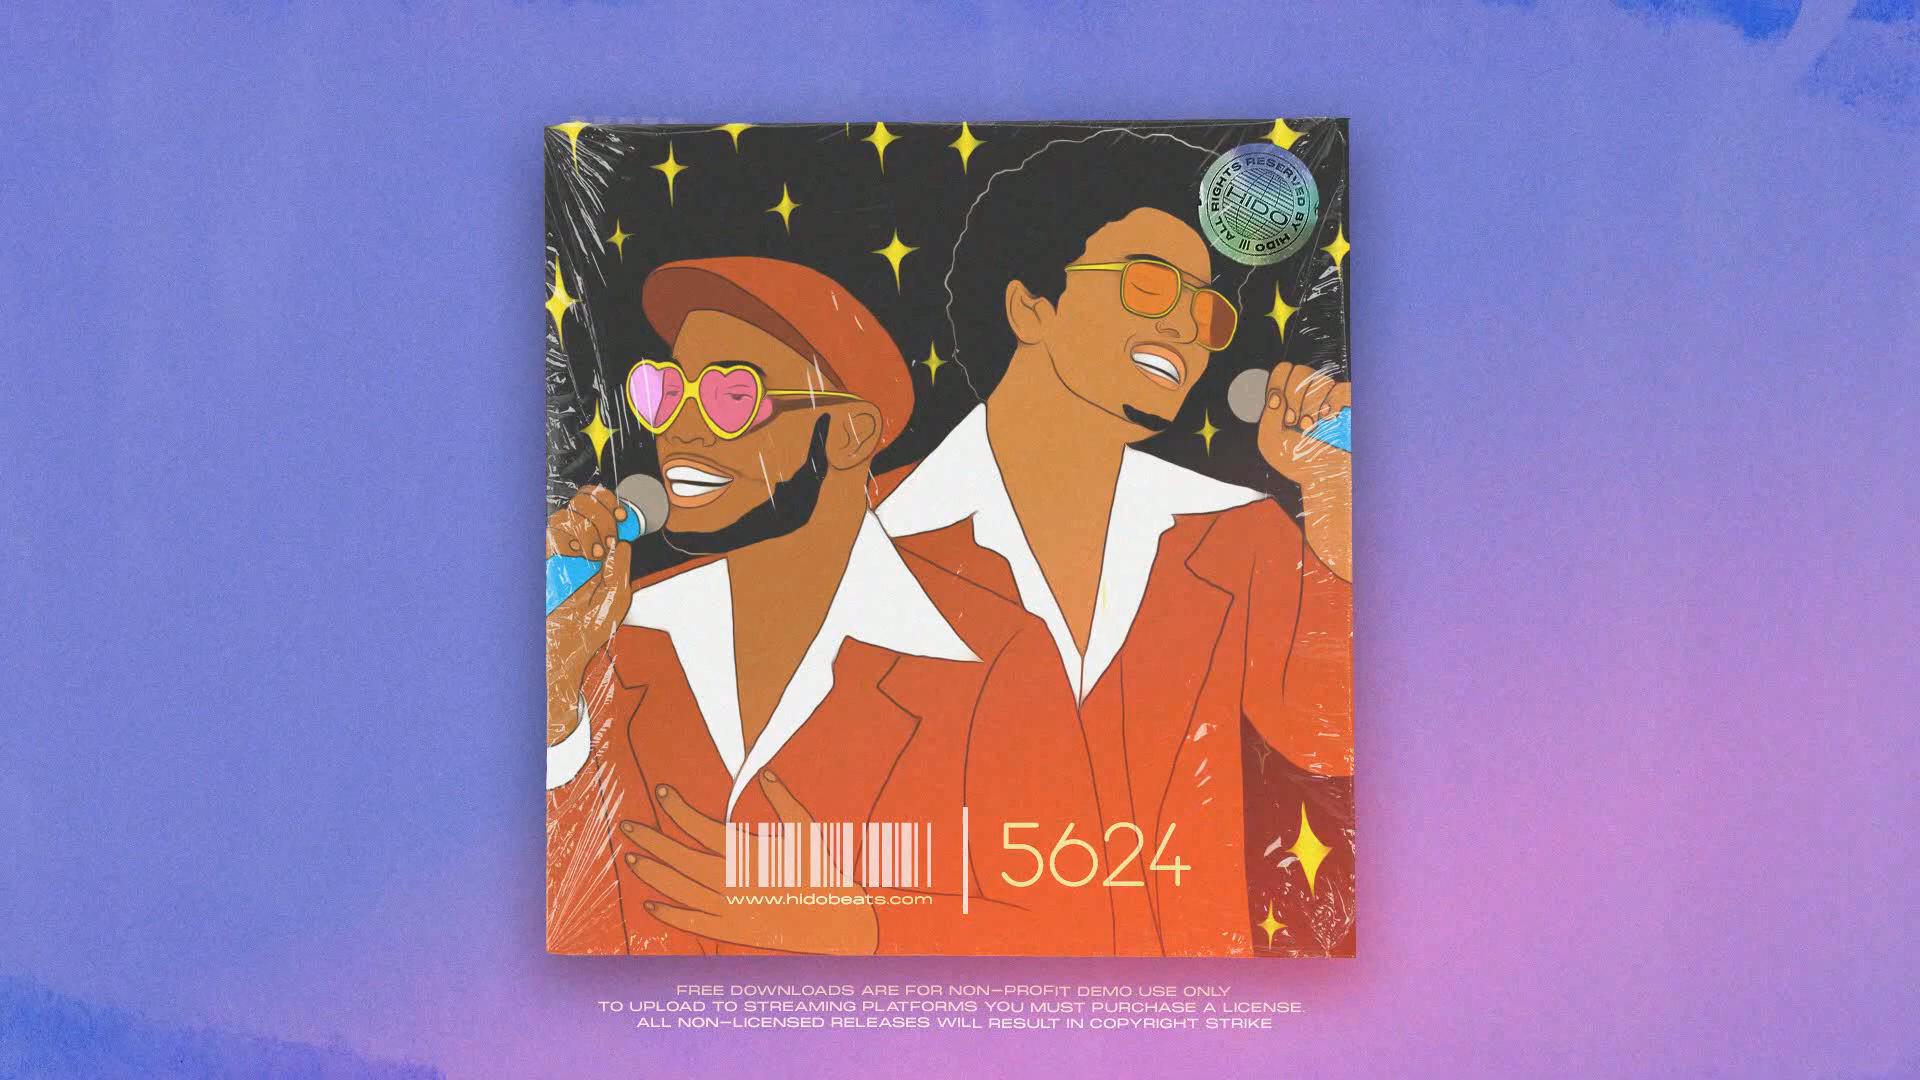 ALL RIGHTS RESERVED BY HIDO III
HIDO
5624
www.hidobeats.com
FREE DOWNLOADS ARE FOR NON-PROFIT DEMO USE ONLY
TO UPLOAD TO STREAMING PLATFORMS YOU MUST PURCHASE A LICENSE.
ALL NON-LICENSED RELEASES WILL RESULT IN COPYRIGHT STRIKE